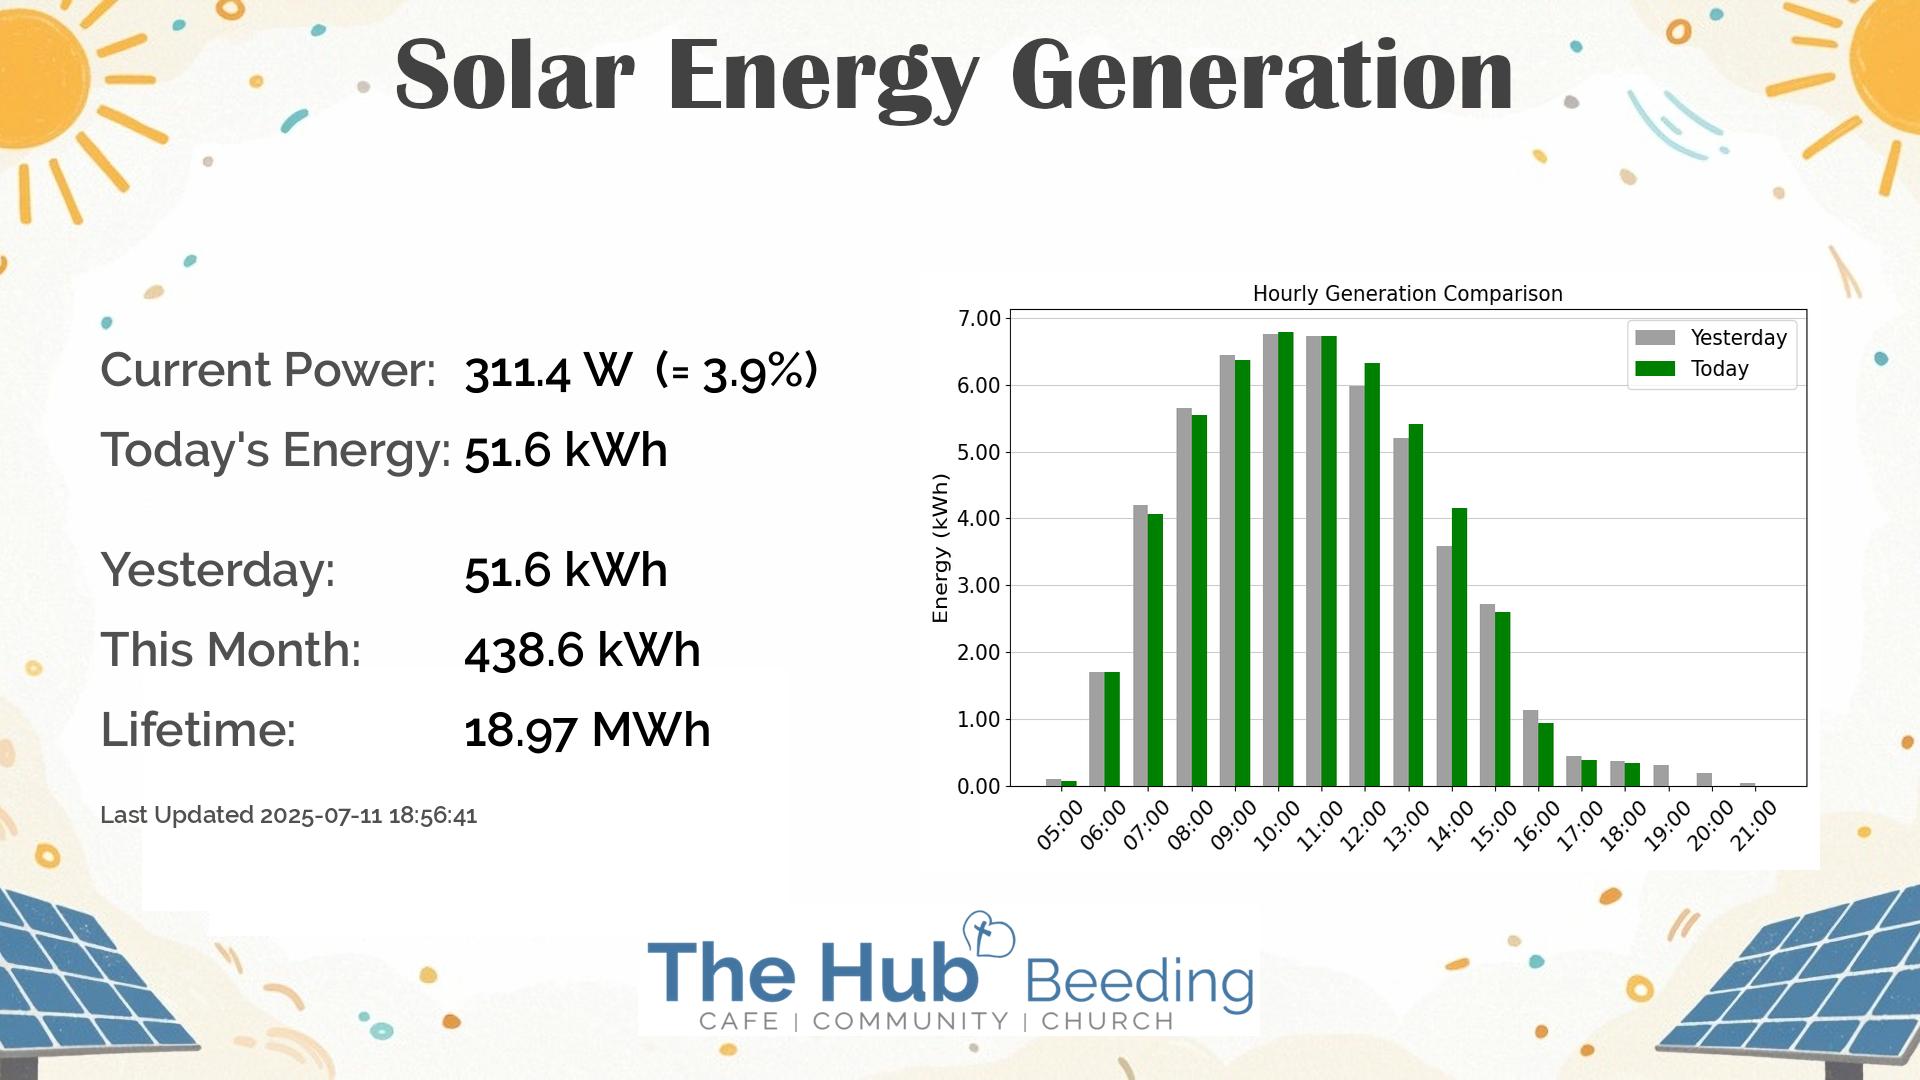 Solar Energy Generation
Current Power: 311.4 W (= 3.9%)
Today's Energy: 51.6 kWh
Yesterday: 51.6 kWh
This Month: 438.6 kWh
Lifetime: 18.97 MWh
Last Updated 2025-07-11 18:56:41
Hourly Generation Comparison
Energy (kWh)
7.00
6.00
5.00
4.00
3.00
2.00
1.00
0.00
Yesterday
Today
05:00 06:00 07:00 08:00 09:00 10:00 11:00 12:00 13:00 14:00 15:00 16:00 17:00 18:00 19:00 20:00 21:00
The Hub Beeding
CAFE | COMMUNITY | CHURCH